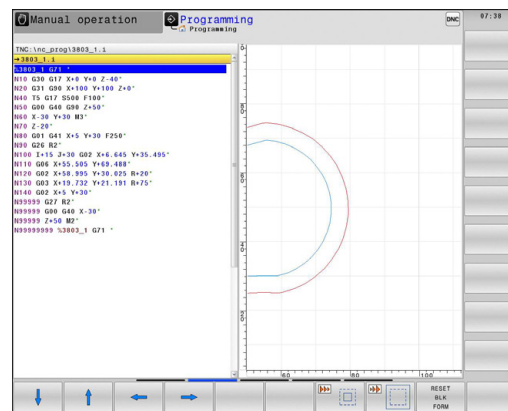 Manual operation
Programming
Programming
DNC
07:38
TNC:\nc_prog\3803_1.i
→3803_1.i
%3803_1 G71 *
N10 G30 G17 X+0 Y+0 Z-40*
N20 G31 G90 X+100 Y+100 Z+0*
N40 T5 G17 S500 F100*
N50 G00 G40 G90 Z+50*
N60 X-30 Y+30 M3*
N70 Z-20*
N80 G01 G41 X+5 Y+30 F250*
N90 G26 R2*
N100 I+15 J+30 G02 X+6.645 Y+35.495*
N110 G06 X+55.505 Y+69.488*
N120 G02 X+58.995 Y+30.025 R+20*
N130 G03 X+19.732 Y+21.191 R+75*
N140 G02 X+5 Y+30*
N99999 G27 R2*
N99999 G00 G40 X-30*
N99999 Z+50 M2*
N99999999 %3803_1 G71 *
60
80
100
RESET
BLK
FORM